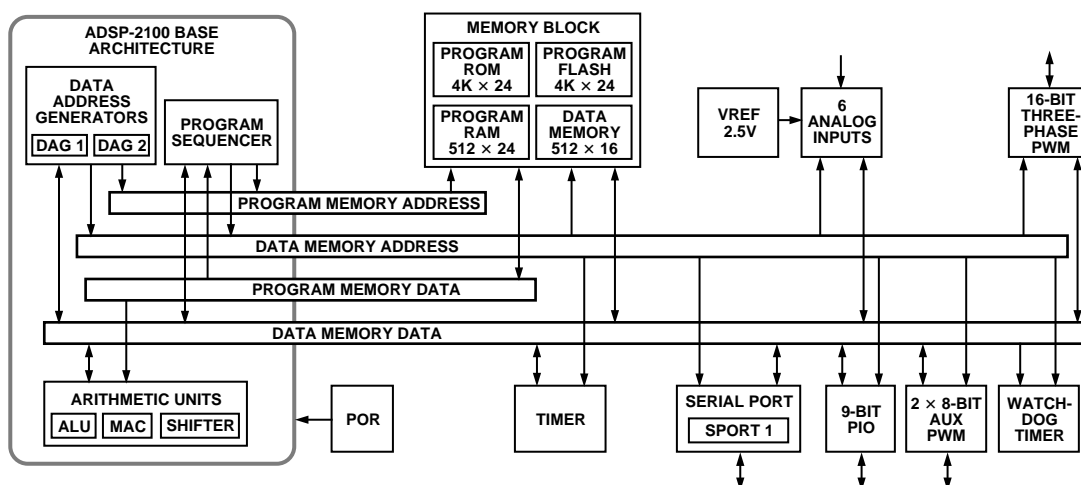 ADSP-2100 BASE
ARCHITECTURE
DATA
ADDRESS
GENERATORS
DAG 1
DAG 2
PROGRAM
SEQUENCER
MEMORY BLOCK
PROGRAM
ROM
4K × 24
PROGRAM
FLASH
4K × 24
PROGRAM
RAM
512 × 24
DATA
MEMORY
512 × 16
VREF
2.5V
6
ANALOG
INPUTS
16-BIT
THREE-
PHASE
PWM
PROGRAM MEMORY ADDRESS
DATA MEMORY ADDRESS
PROGRAM MEMORY DATA
DATA MEMORY DATA
ARITHMETIC UNITS
ALU
MAC
SHIFTER
POR
TIMER
SERIAL PORT
SPORT 1
9-BIT
PIO
2 × 8-BIT
AUX
PWM
WATCH-
DOG
TIMER